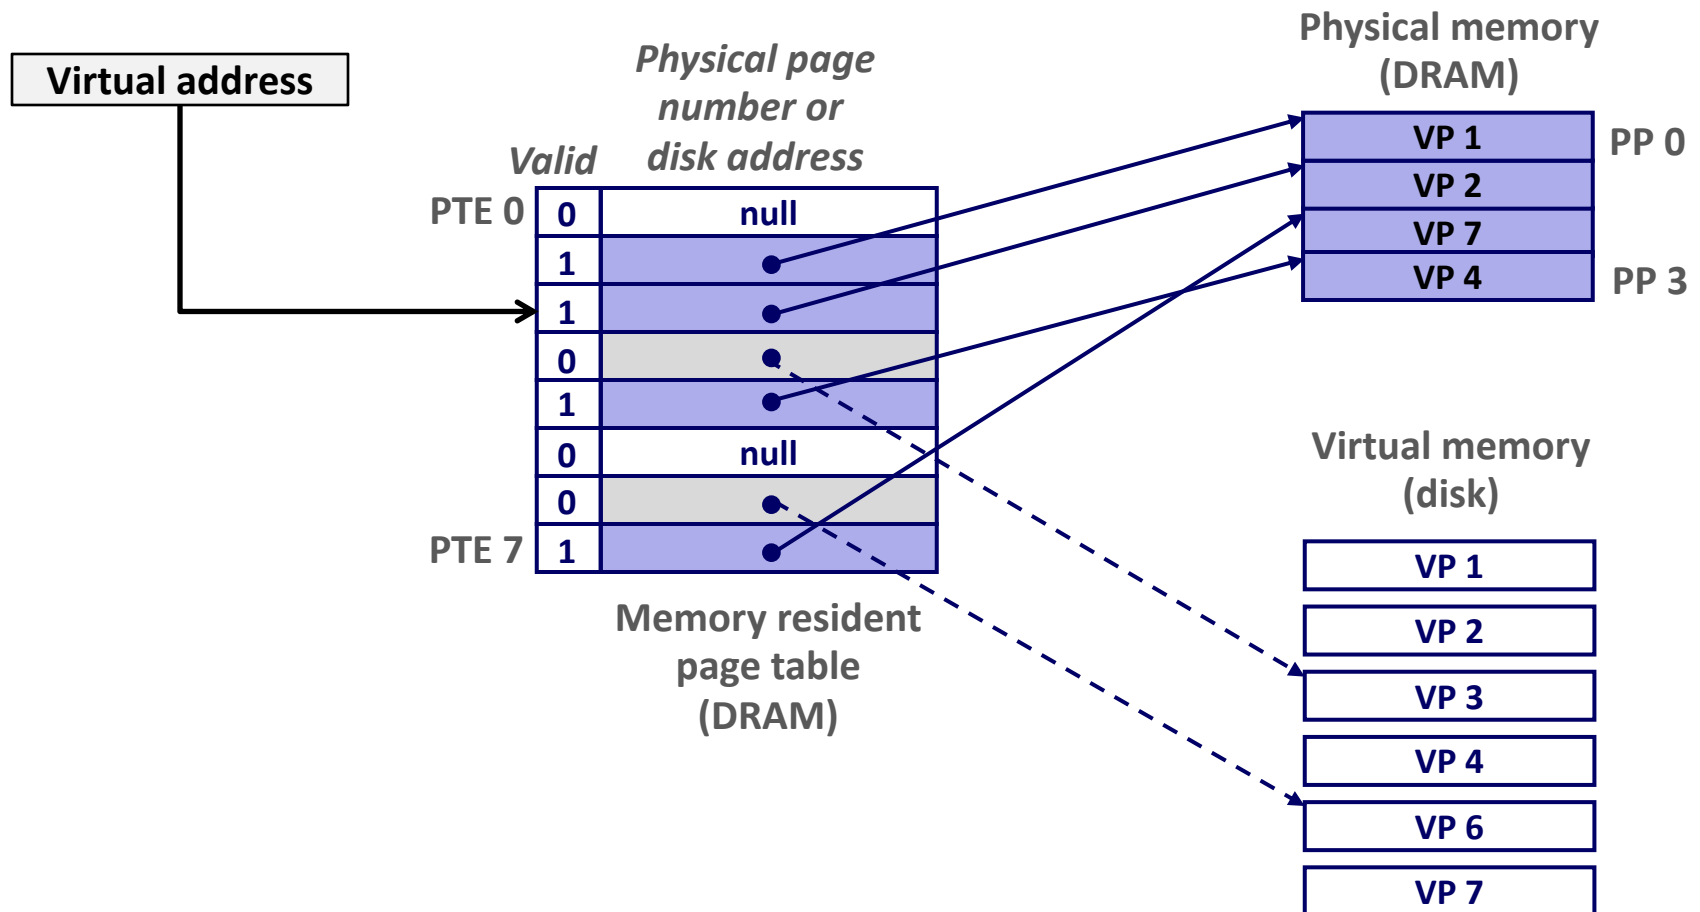 Virtual address
Physical page
number or
disk address
Valid
PTE 0
0
null
1
1
0
1
0
null
0
PTE 7
1
Memory resident
page table
(DRAM)
Physical memory
(DRAM)
VP 1
PP 0
VP 2
VP 7
VP 4
PP 3
Virtual memory
(disk)
VP 1
VP 2
VP 3
VP 4
VP 6
VP 7